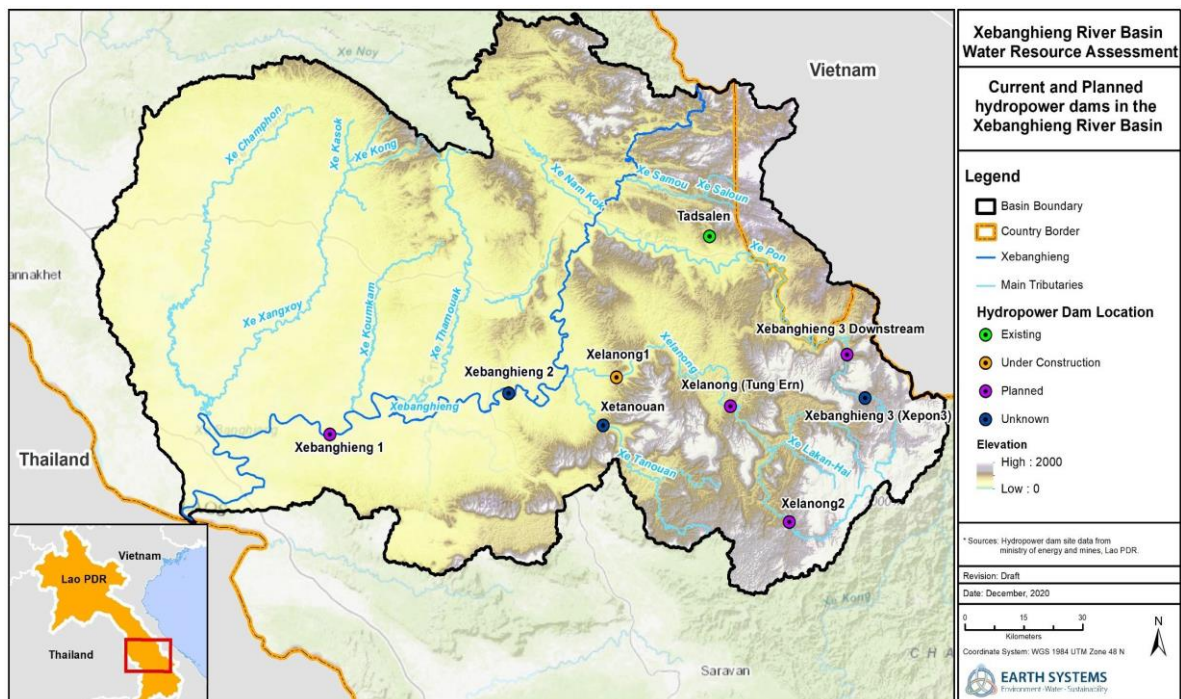 Xe Noy
Vietnam
Xe Champhon
Xe Kasok
Xe Kong
Xe Nam Kok
Xe Samou
Xe Saloun
Tadsalen
Xe Pon
annakhet
Xe Xangxoy
Xe Koumkam
Xe Thamouak
Xebanghieng 3 Downstream
Xelanong1
Xelanong
Xebanghieng 2
Xelanong (Tung Ern)
Xebanghieng
Xetanouan
Xebanghieng 3 (Xepon3)
Xebanghieng 1
Xe Lakan-Hai
Thailand
Xe Tanouan
Xelanong2
Xe Kong
Saravan
C H A
Vietnam
Lao PDR
Thailand
Xebanghieng River Basin
Water Resource Assessment
Current and Planned
hydropower dams in the
Xebanghieng River Basin
Legend
Basin Boundary
Country Border
Xebanghieng
Main Tributaries
Hydropower Dam Location
Existing
Under Construction
Planned
Unknown
Elevation
High : 2000
Low : 0
* Sources: Hydropower dam site data from
ministry of energy and mines, Lao PDR.
Revision: Draft
Date: December, 2020
0 15 30
Kilometers
N
Coordinate System: WGS 1984 UTM Zone 48 N
EARTH SYSTEMS
Environment · Water · Sustainability